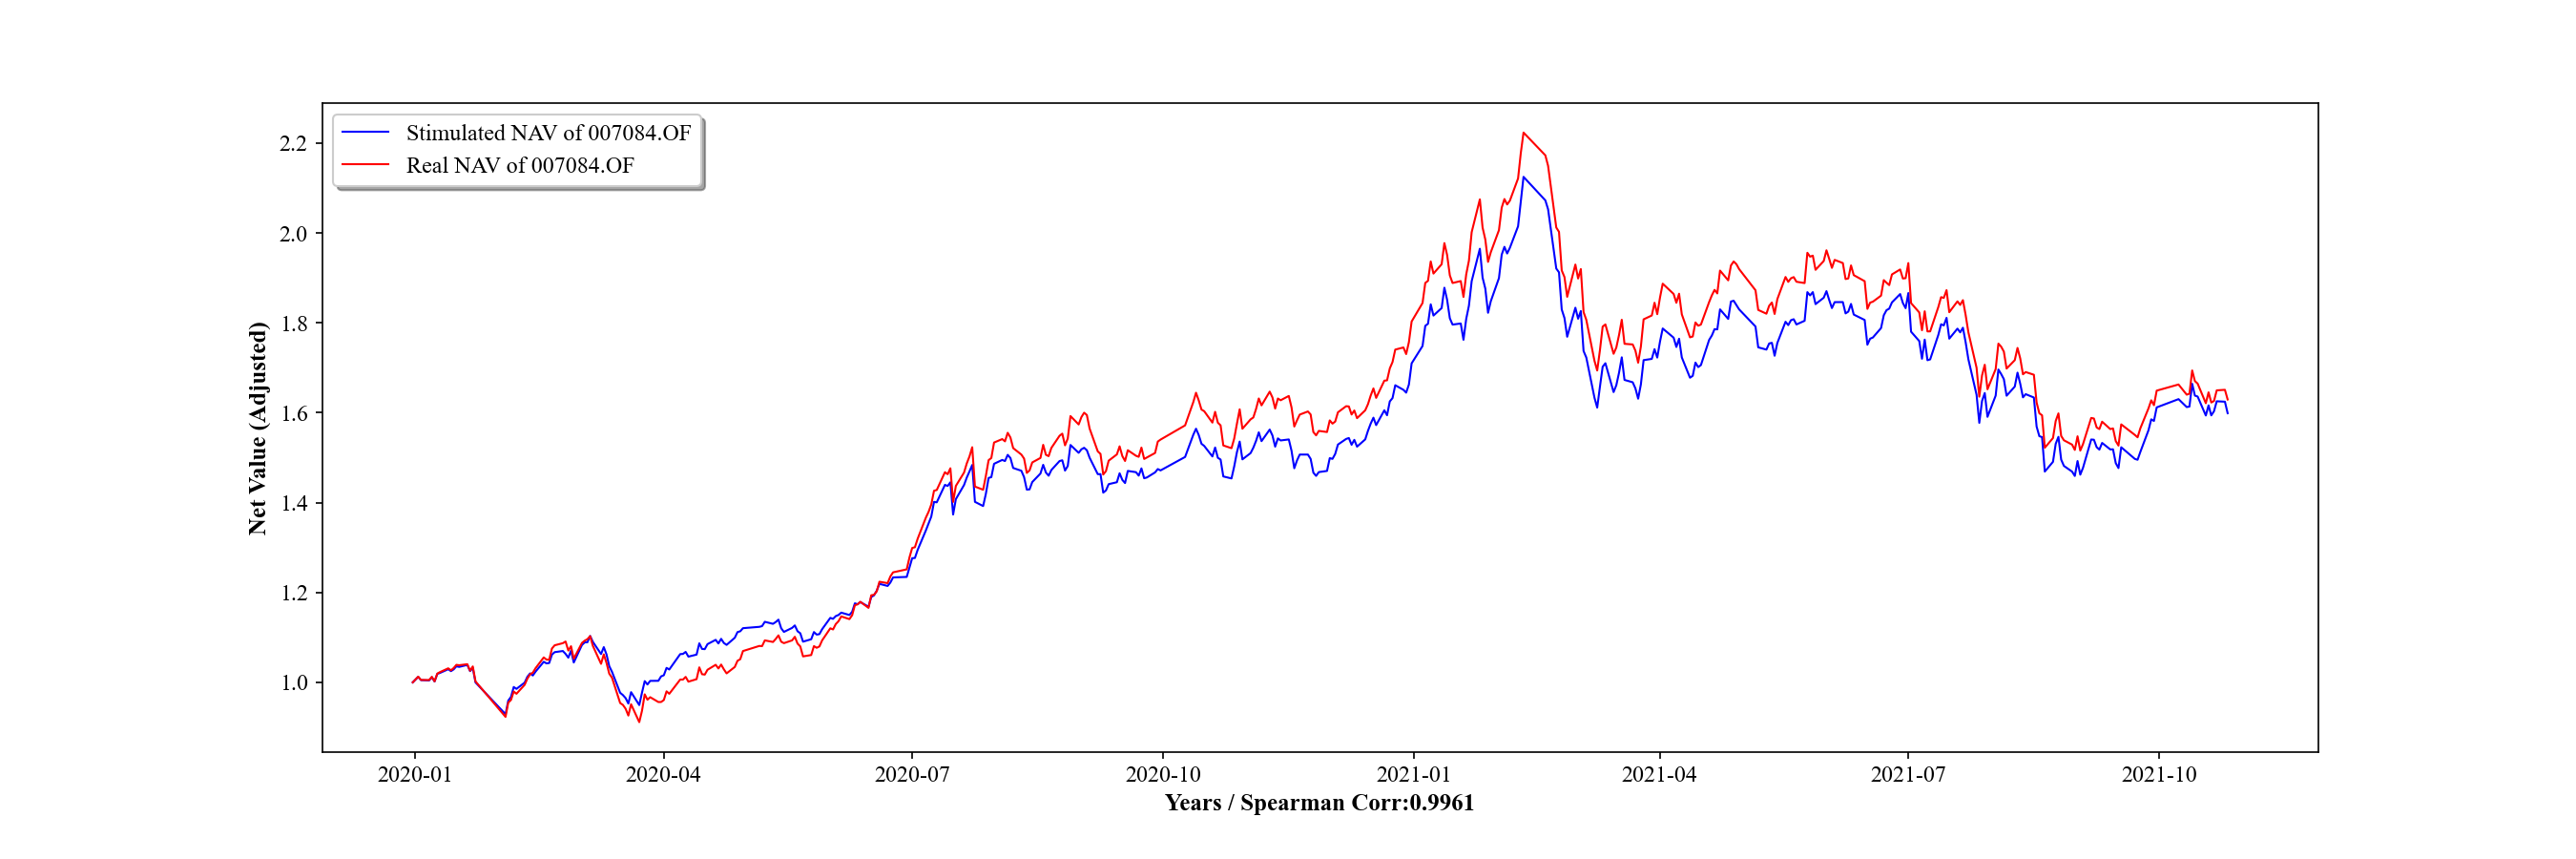 Stimulated NAV of 007084.OF
Real NAV of 007084.OF
2.2
2.0
1.8
1.6
1.4
1.2
1.0
Net Value (Adjusted)
2020-01 2020-04 2020-07 2020-10 2021-01 2021-04 2021-07 2021-10
Years / Spearman Corr:0.9961